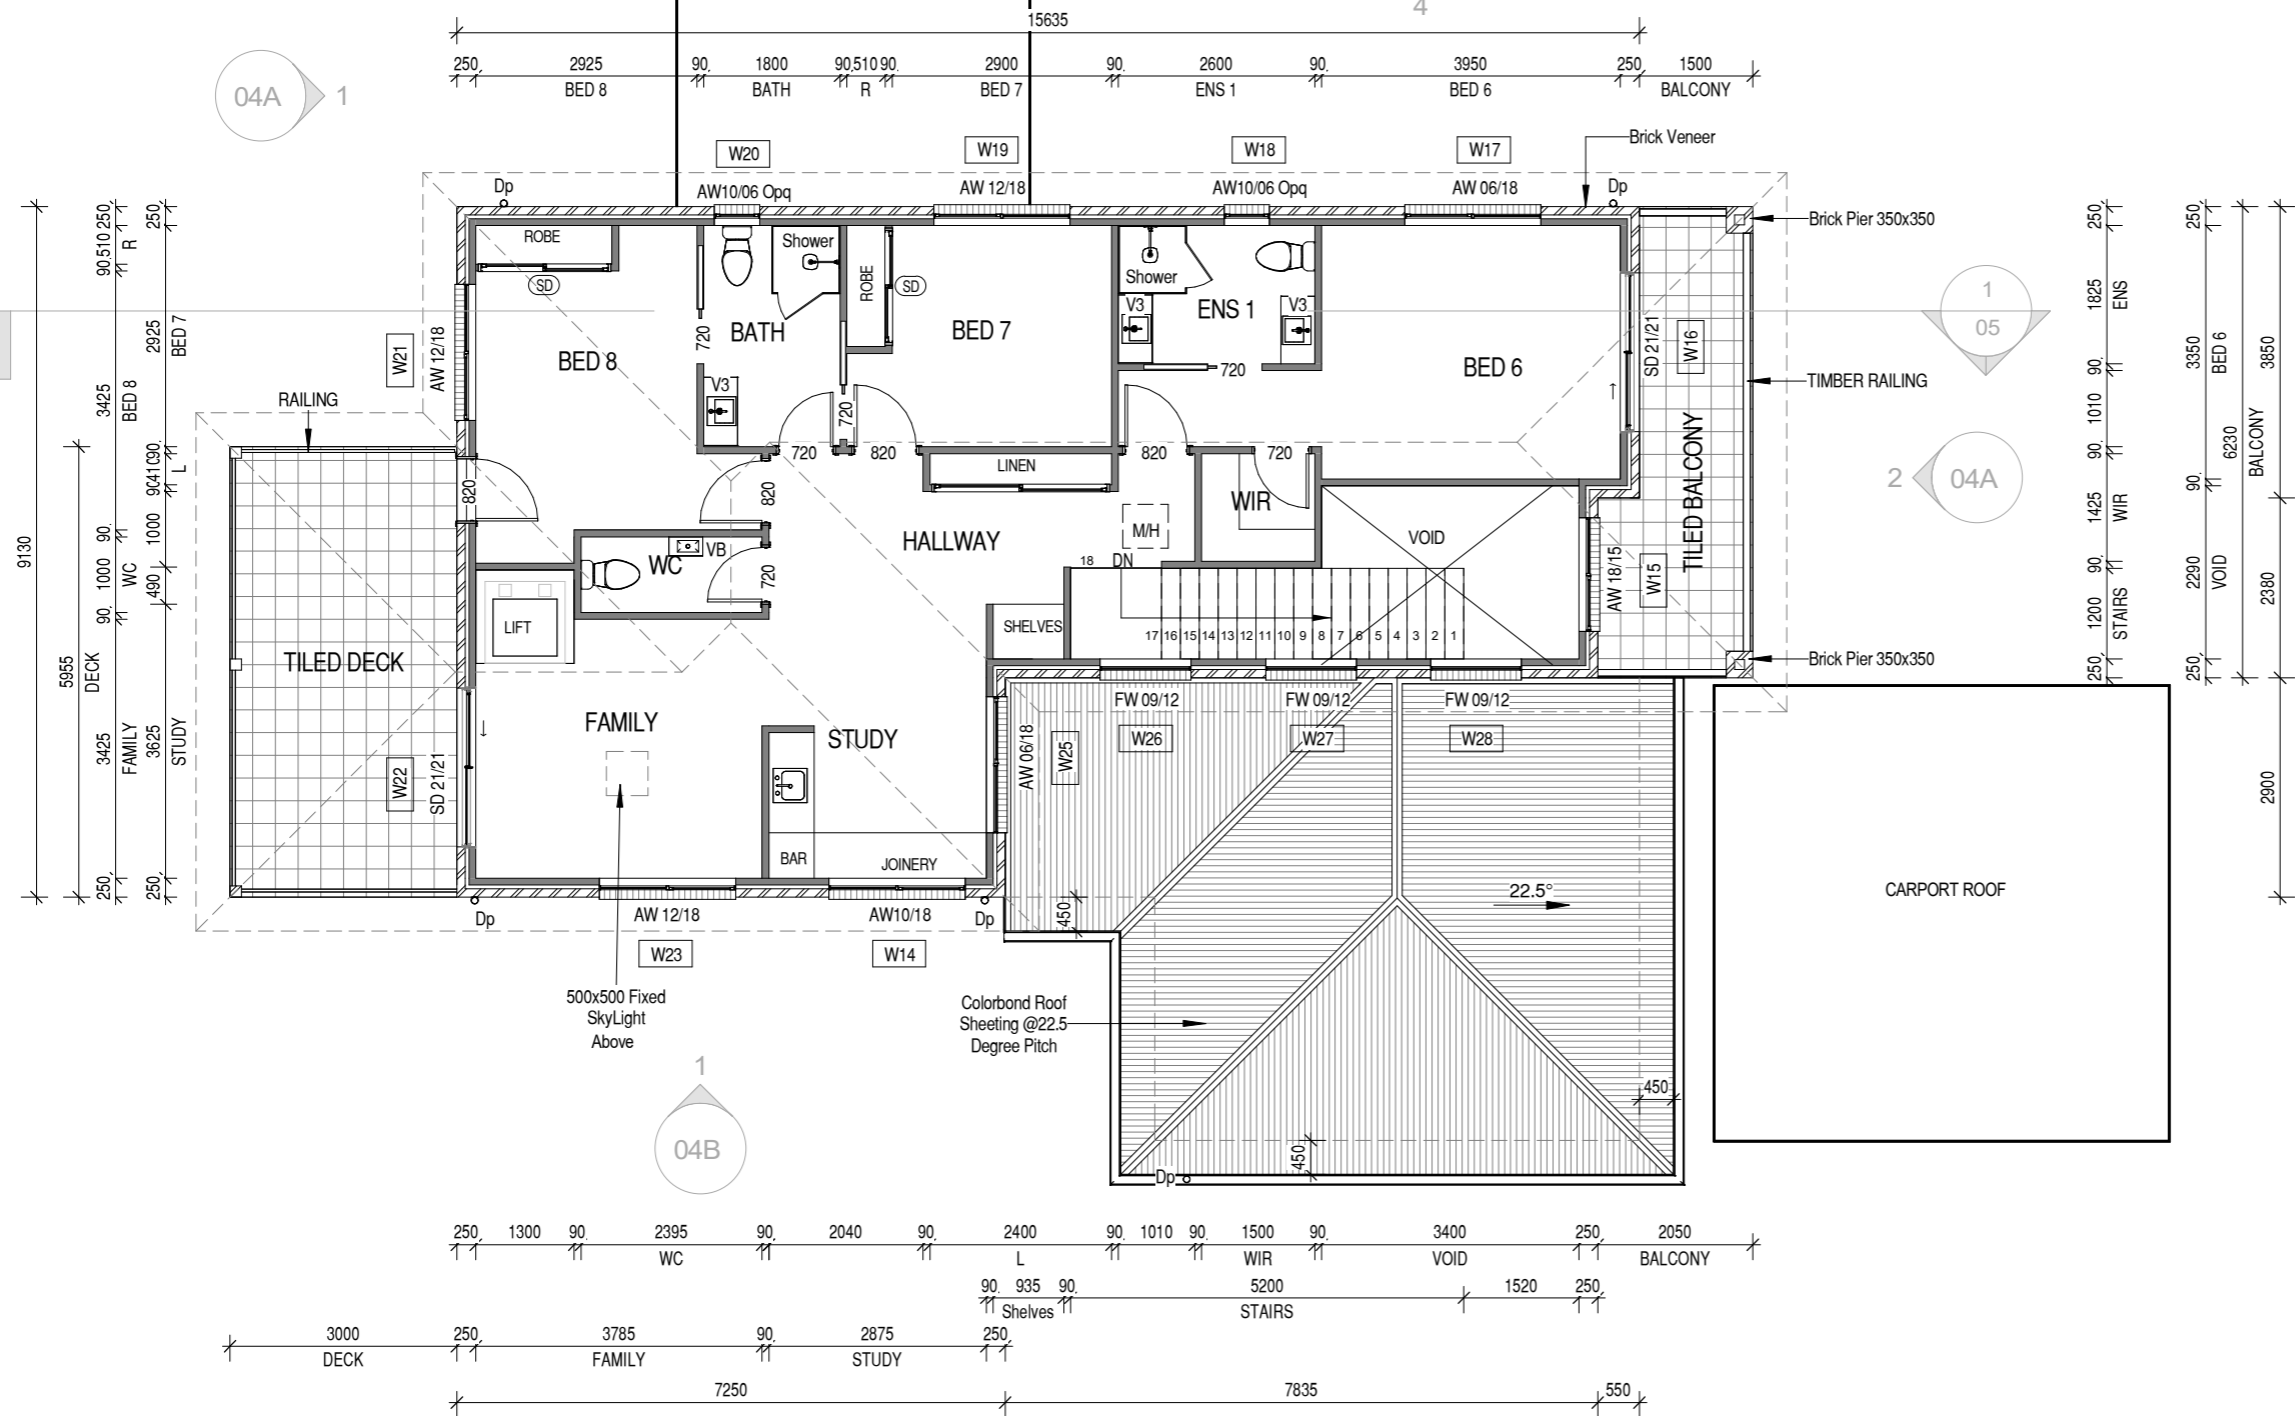 4
15635
250 2925 90 1800 90 510 90 2900 90 2600 90 3950 250 1500
BED 8 BATH R BED 7 ENS 1 BED 6 BALCONY
04A 1
Brick Veneer
W20 W19 W18 W17
Dp AW10/06 Opq AW 12/18 AW10/06 Opq AW 06/18 Dp
Brick Pier 350x350
ROBE
Shower
SD
ROBE
SD
Shower
V3
ENS 1
V3
BATH
BED 7
720
BED 8
720
BED 6
SD 21/21
W16
TIMBER RAILING
1
05
2 04A
W21
AW 12/18
RAILING
V3
720
720
820
820
720
LINEN
820
820
WIR
TILED BALCONY
HALLWAY
M/H
VOID
18 DN
WC
VB
720
AW 18/15
W15
LIFT
SHELVES
17 16 15 14 13 12 11 10 9 8 7 6 5 4 3 2 1
TILED DECK
Brick Pier 350x350
FW 09/12 FW 09/12 FW 09/12
W26 W27 W28
FAMILY
STUDY
AW 06/18
W25
W22
SD 21/21
BAR
JOINERY
22.5°
CARPORT ROOF
450
Dp AW 12/18 AW10/18 Dp
W23 W14
500x500 Fixed
SkyLight
Above
Colorbond Roof
Sheeting @22.5
Degree Pitch
450
450
Dp
1
04B
9130
5955
DECK
250 510 90 3425 90 1000 90 1000 90 3425 250
R BED 8 WC FAMILY
250 2925 90 410 90 1000 490 3625 250
BED 7 L STUDY
250 1825 90 1010 90 1425 90 1200 250
ENS WIR STAIRS
250 3350 90 2290 250
BED 6 VOID
6230
BALCONY
3850 2380 2900
250 1300 90 2395 90 2040 90 2400 90 1010 90 1500 90 3400 250 2050
WC L WIR VOID BALCONY
90 935 90 5200 1520 250
Shelves STAIRS
3000 250 3785 90 2875 250
DECK FAMILY STUDY
7250 7835 550